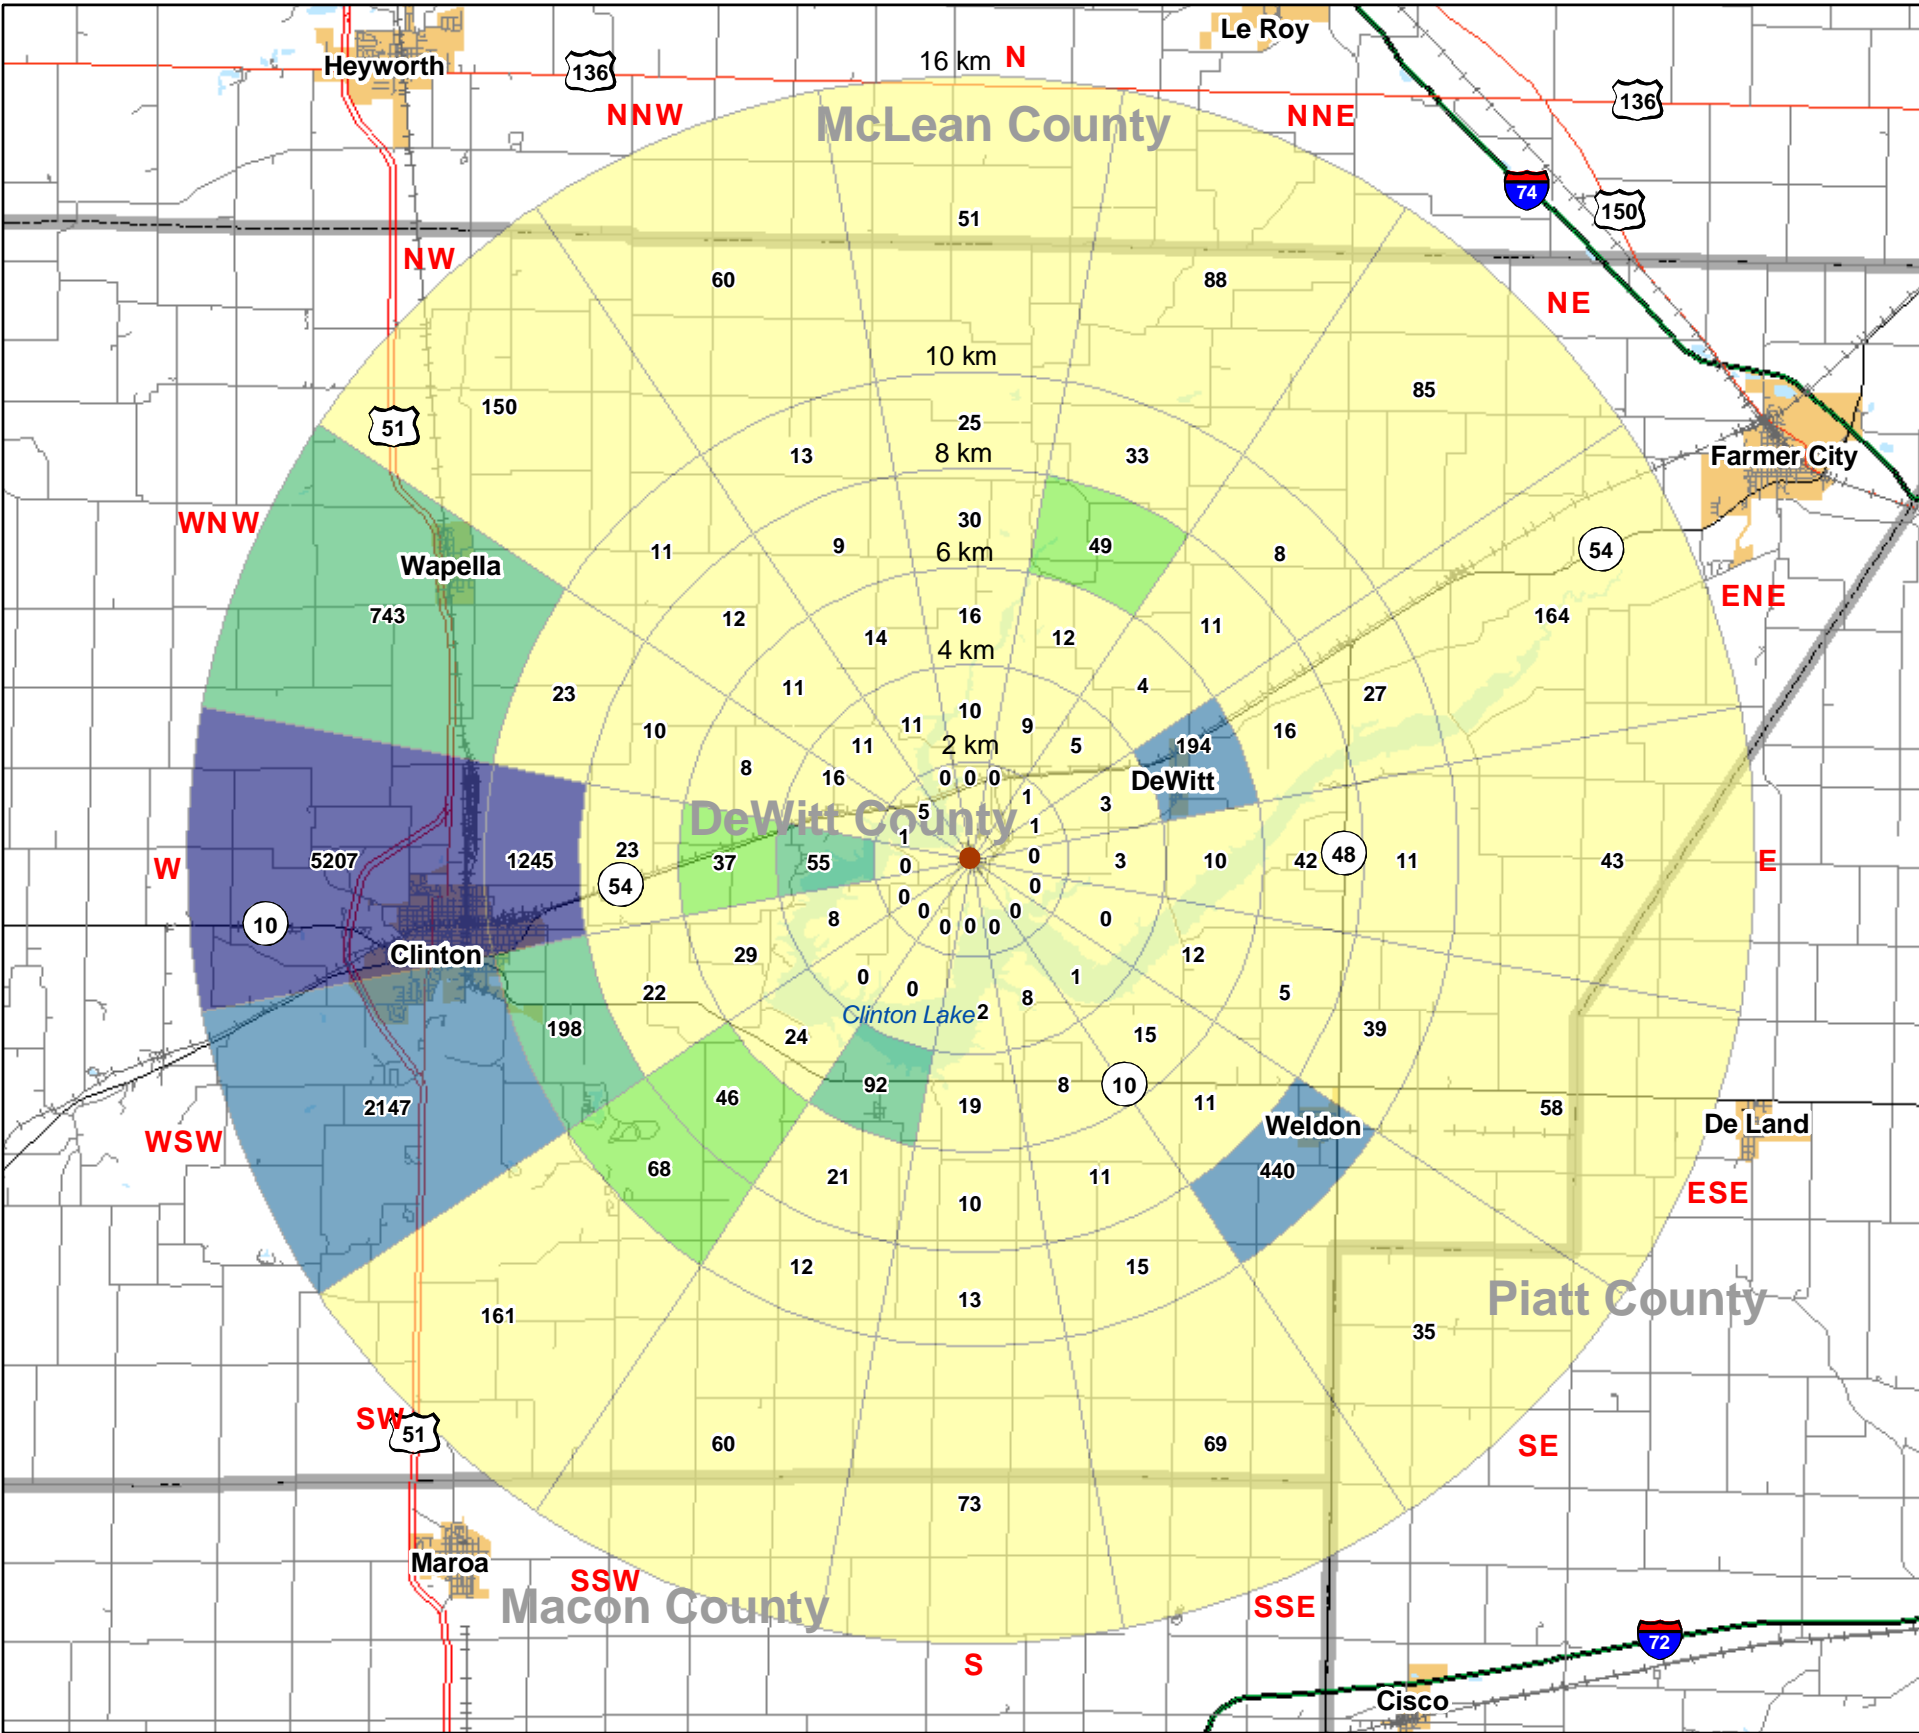 Le Roy
Heyworth
136
16 km N
NNW
McLean County
NNE
136
74
150
51
NW
60
88
NE
10 km
85
150
51
25
13
8 km
33
Farmer City
WNW
30
11
9
6 km
49
8
54
Wapella
ENE
743
12
16
11
164
14
12
4 km
23
11
4
27
10
11
10
9
16
8
11
2 km
5
194
16
0 0 0
DeWitt
1
3
DeWitt County
5
1
1
W
5207
1245
23
37
55
0
0
3
10
42
48
11
43
E
54
0
0
10
8
0
0
0
0 0 0
Clinton
29
12
0
1
22
0
8
5
Clinton Lake
2
198
24
15
39
2147
46
92
8
10
19
11
58
WSW
Weldon
De Land
68
21
11
440
10
ESE
12
15
13
Piatt County
161
35
SW
51
60
69
SE
73
Maroa
SSW
Macon County
SSE
72
S
Cisco